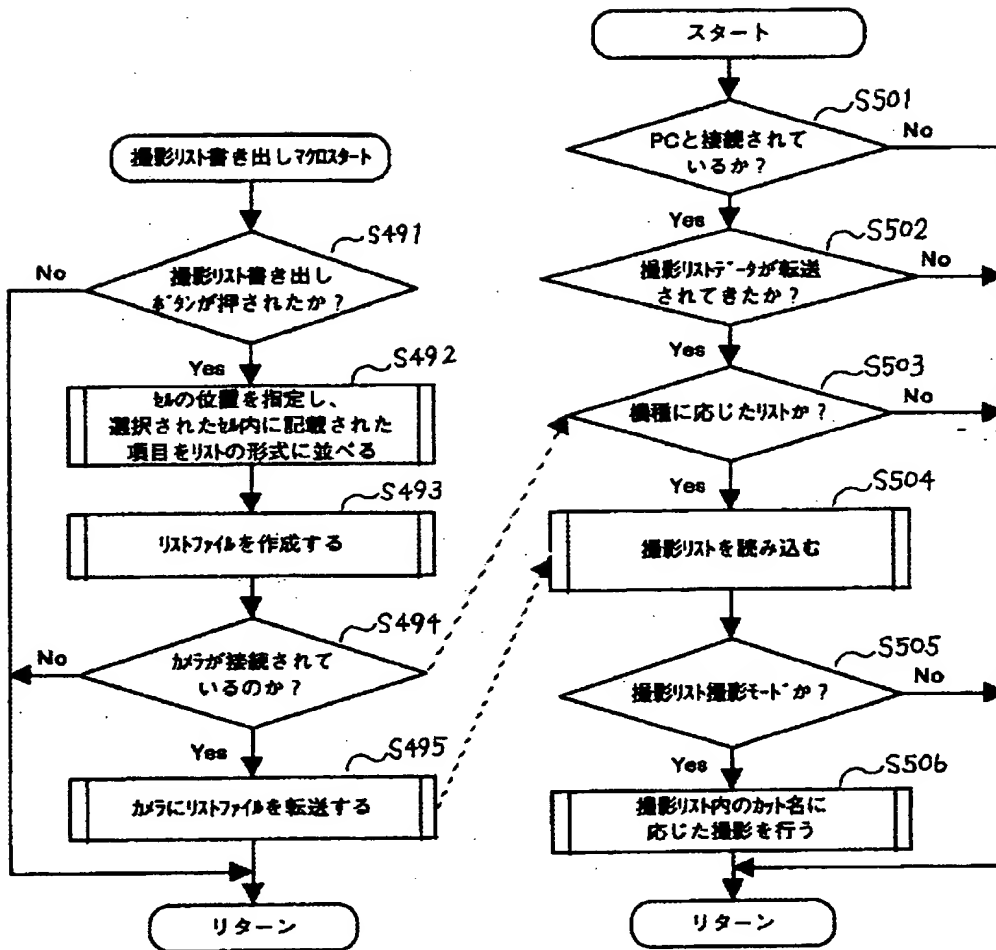 撮影リスト書き出しマクロスタート
S491
撮影リスト書き出し
ボタンが押されたか?
No
Yes
S492
セルの位置を指定し、
選択されたセル内に記載された
項目をリストの形式に並べる
S493
リストファイルを作成する
S494
カメラが接続されて
いるのか?
No
Yes
S495
カメラにリストファイルを転送する
リターン
スタート
S501
PCと接続されて
いるか?
No
Yes
S502
撮影リストデータが転送
されてきたか?
No
Yes
S503
機種に応じたリストか?
No
Yes
S504
撮影リストを読み込む
S505
撮影リスト撮影モードか?
No
Yes
S506
撮影リスト内のカット名に
応じた撮影を行う
リターン